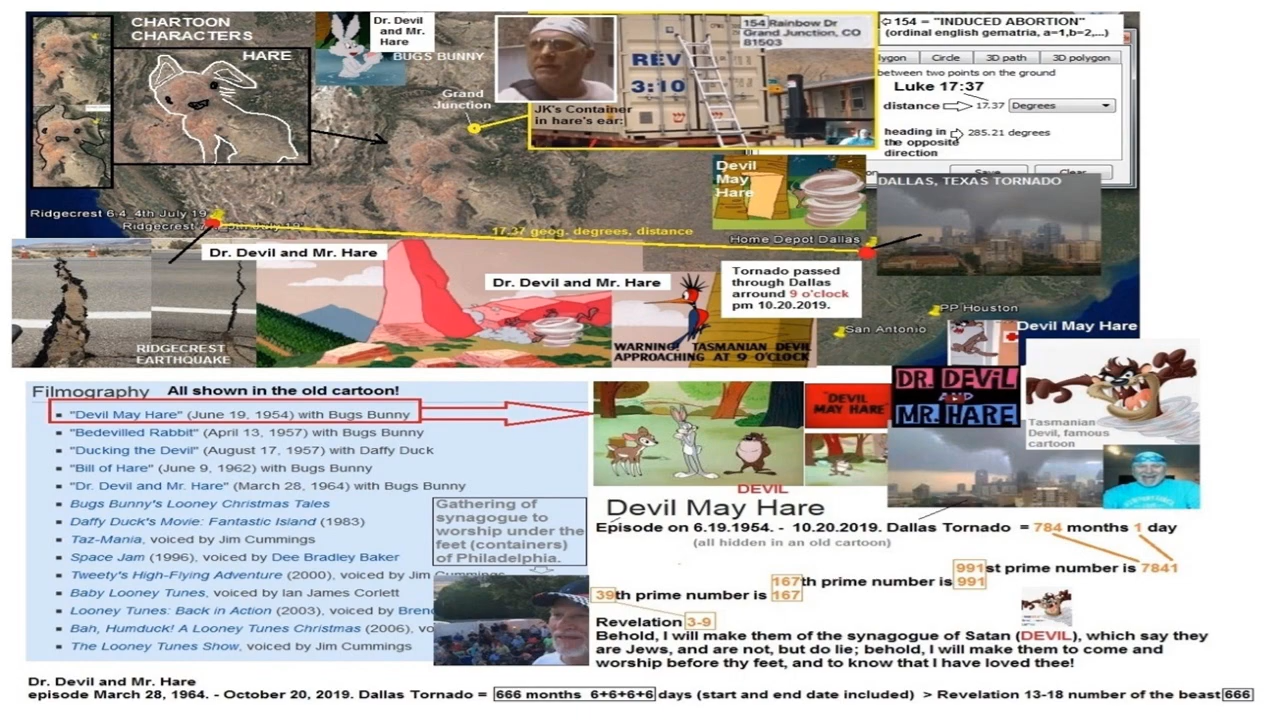 CHARTOON
CHARACTERS
HARE
Dr. Devil
and Mr.
Hare
BUGS BUNNY
Grand
Junction
REV
3:10
JK's Container
in hare's ear:
154 Rainbow Dr
Grand Junction, CO
81503
154 = "INDUCED ABORTION"
(ordinal english gematria, a=1,b=2,...)
lygon Circle 3D path 3D polygon
between two points on the ground
Luke 17:37
distance 17.37 Degrees
heading in
the opposite
direction
285.21 degrees
Save Clear
Devil
May
Hare
DALLAS, TEXAS TORNADO
Ridgecrest 6.4, 4th July 19
Ridgecrest
17.37 geog. degrees, distance
Home Depot Dallas
Dr. Devil and Mr. Hare
Dr. Devil and Mr. Hare
Tornado passed
through Dallas
arround 9 o'clock
pm 10.20.2019.
RIDGECREST
EARTHQUAKE
WARNING! TASMANIAN DEVIL
APPROACHING AT 9 O'CLOCK
PP Houston
San Antonio
Devil May Hare
Filmography All shown in the old cartoon!
"Devil May Hare" (June 19, 1954) with Bugs Bunny
"Bedevilled Rabbit" (April 13, 1957) with Bugs Bunny
"Ducking the Devil" (August 17, 1957) with Daffy Duck
"Bill of Hare" (June 9, 1962) with Bugs Bunny
"Dr. Devil and Mr. Hare" (March 28, 1964) with Bugs Bunny
Bugs Bunny's Looney Christmas Tales
Daffy Duck's Movie: Fantastic Island (1983)
Taz-Mania, voiced by Jim Cummings
Space Jam (1996), voiced by Dee Bradley Baker
Tweety's High-Flying Adventure (2000), voiced by Jim Cummings
Baby Looney Tunes, voiced by Ian James Corlett
Looney Tunes: Back in Action (2003), voiced by Bren
Bah, Humduck! A Looney Tunes Christmas (2006), vo
The Looney Tunes Show, voiced by Jim Cummings
Gathering of
synagogue to
worship under the
feet (containers)
of Philadelphia.
"DEVIL
MAY HARE"
DR. DEVIL
AND
MR. HARE
Tasmanian
Devil, famous
cartoon
DEVIL
Devil May Hare
Episode on 6.19.1954. - 10.20.2019. Dallas Tornado = 784 months 1 day
(all hidden in an old cartoon)
991st prime number is 7841
167th prime number is 991
39th prime number is 167
Revelation 3-9
Behold, I will make them of the synagogue of Satan (DEVIL), which say they
are Jews, and are not, but do lie; behold, I will make them to come and
worship before thy feet, and to know that I have loved thee!
Dr. Devil and Mr. Hare
episode March 28, 1964. - October 20, 2019. Dallas Tornado = 666 months 6+6+6+6 days (start and end date included) > Revelation 13-18 number of the beast 666